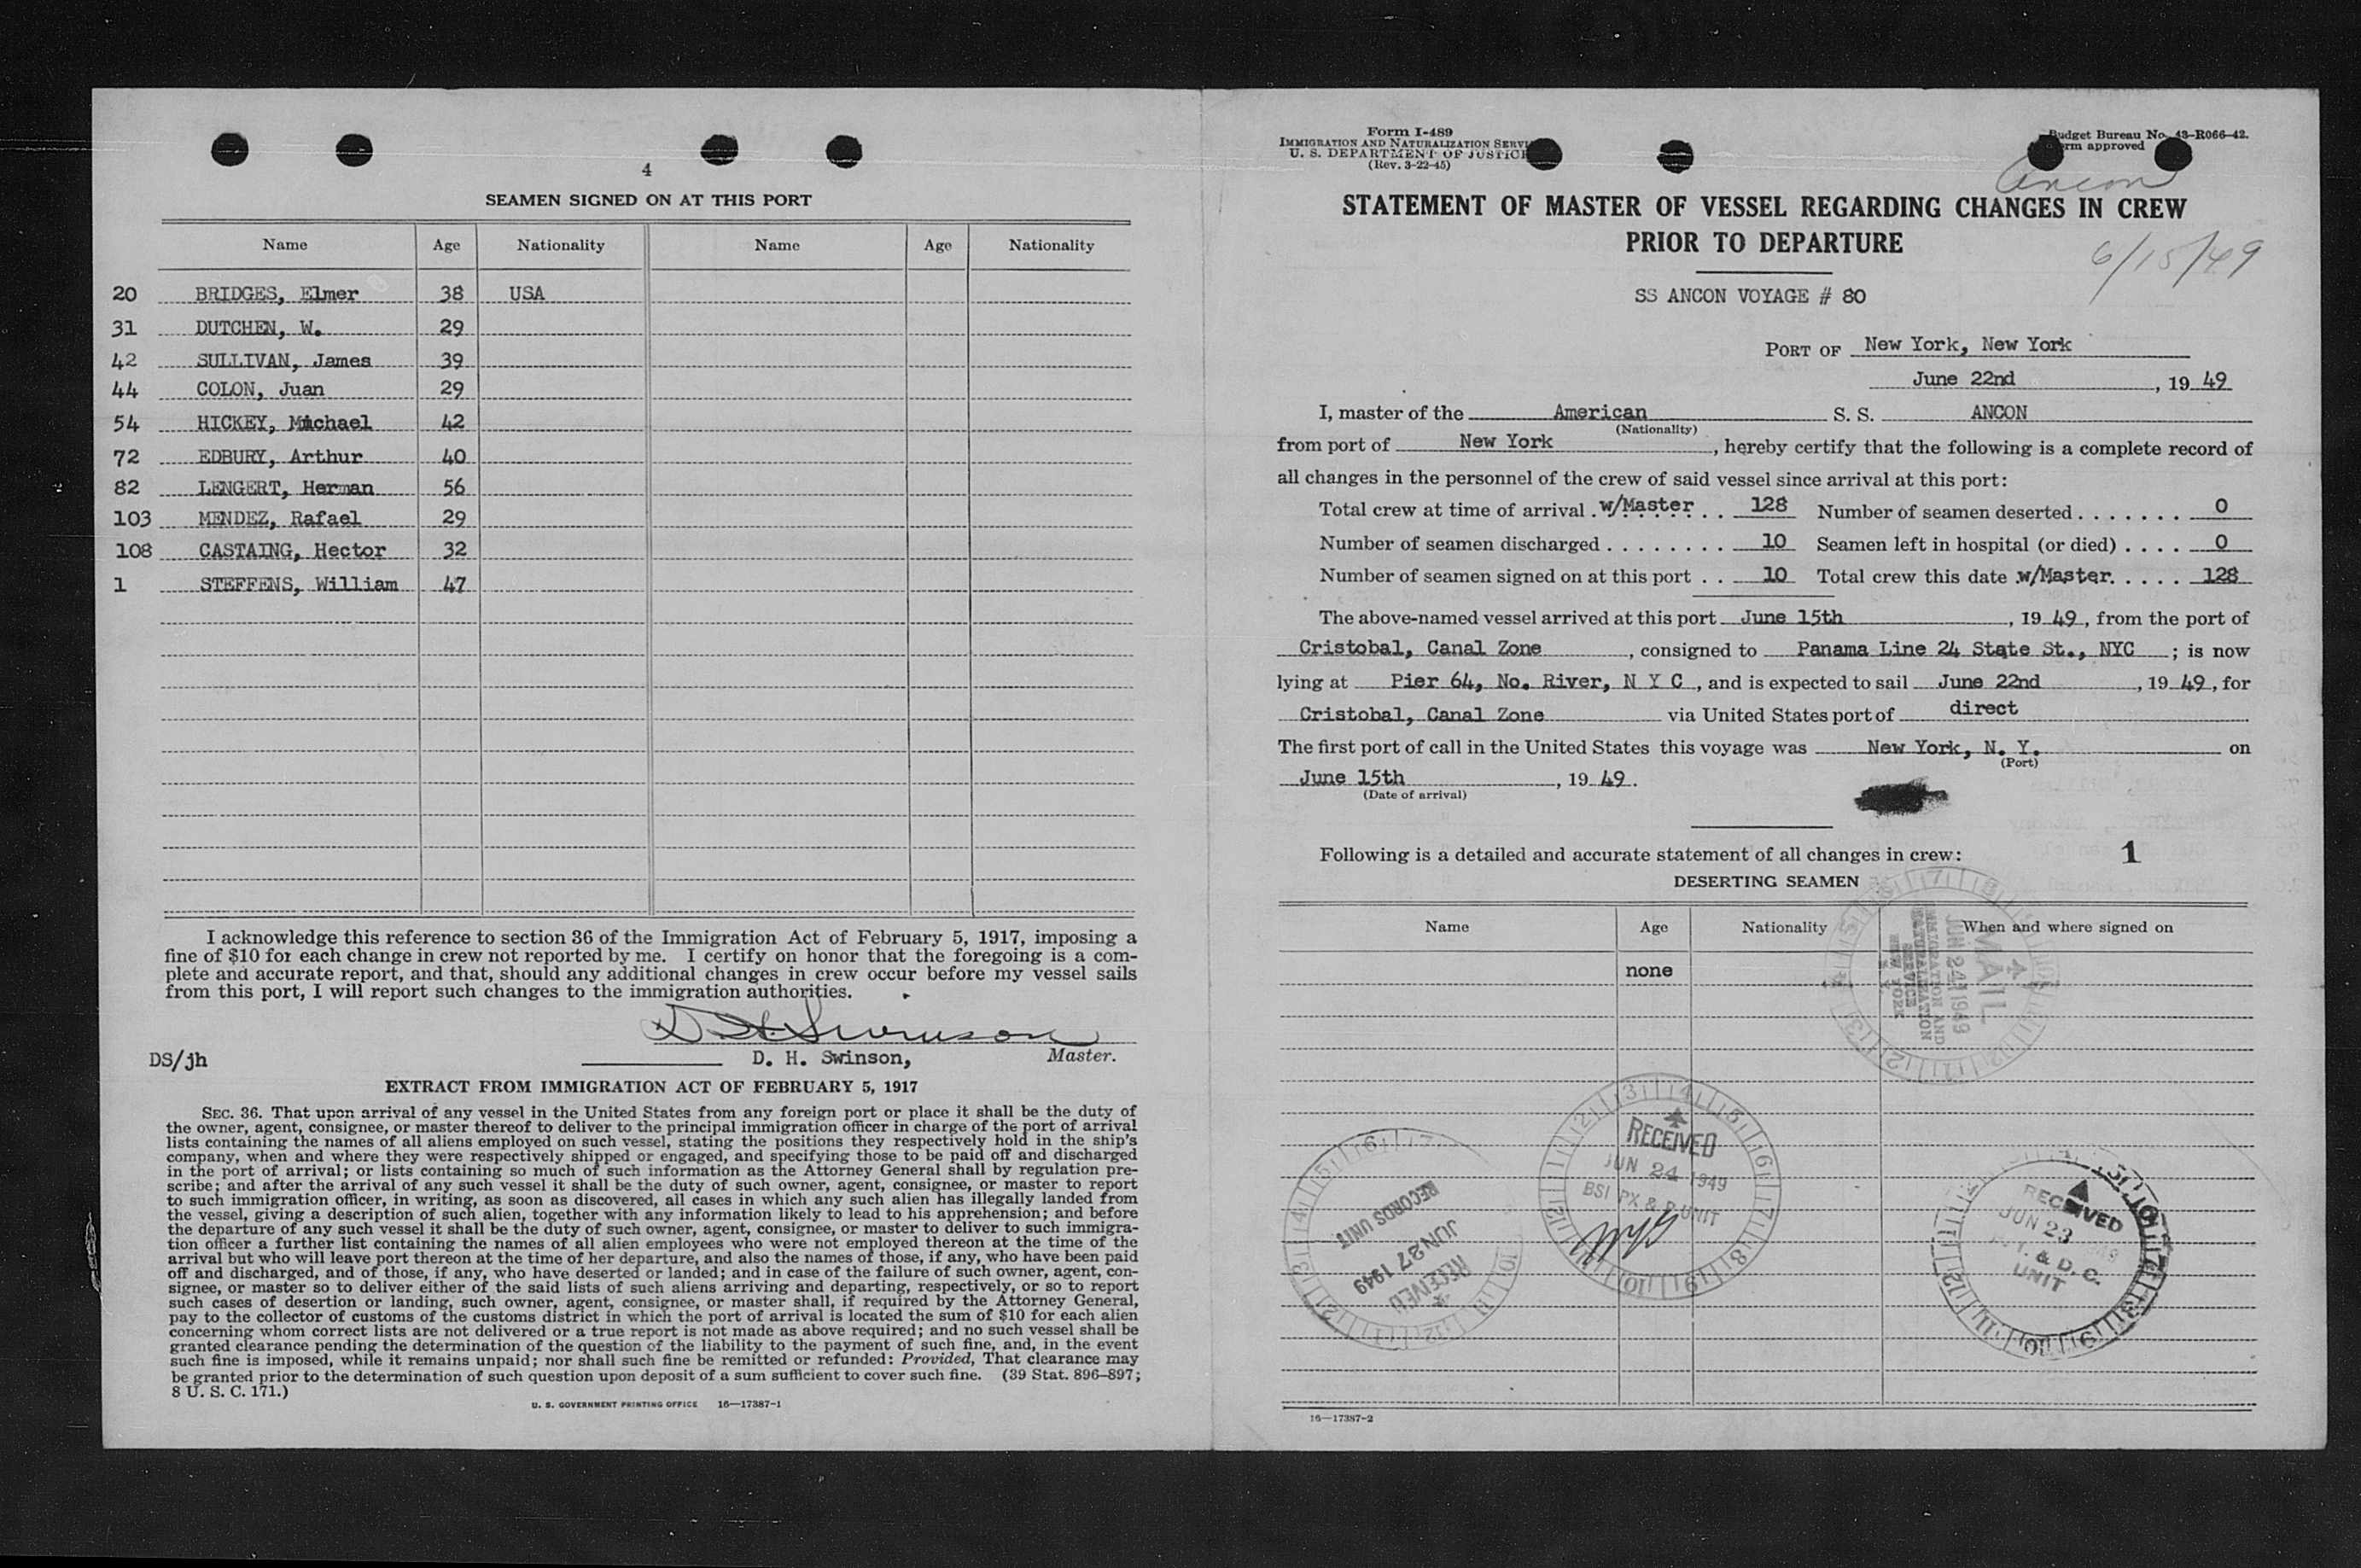 4
SEAMEN SIGNED ON AT THIS PORT
Name Age Nationality Name Age Nationality
20 BRIDGES, Elmer 38 USA
31 DUTCHEN, W. 29
42 SULLIVAN, James 39
44 COLON, Juan 29
54 HICKEY, Michael 42
72 EDBURY, Arthur 40
82 LENGERT, Herman 56
103 MENDEZ, Rafael 29
108 CASTAING, Hector 32
1 STEFFENS, William 47
I acknowledge this reference to section 36 of the Immigration Act of February 5, 1917, imposing a
fine of $10 for each change in crew not reported by me. I certify on honor that the foregoing is a com-
plete and accurate report, and that, should any additional changes in crew occur before my vessel sails
from this port, I will report such changes to the immigration authorities.
D. H. Swinson
DS/jh D. H. Swinson, Master.
EXTRACT FROM IMMIGRATION ACT OF FEBRUARY 5, 1917
SEC. 36. That upon arrival of any vessel in the United States from any foreign port or place it shall be the duty of
the owner, agent, consignee, or master thereof to deliver to the principal immigration officer in charge of the port of arrival
lists containing the names of all aliens employed on such vessel, stating the positions they respectively hold in the ship's
company, when and where they were respectively shipped or engaged, and specifying those to be paid off and discharged
in the port of arrival; or lists containing so much of such information as the Attorney General shall by regulation pre-
scribe; and after the arrival of any such vessel it shall be the duty of such owner, agent, consignee, or master to report
to such immigration officer, in writing, as soon as discovered, all cases in which any such alien has illegally landed from
the vessel, giving a description of such alien, together with any information likely to lead to his apprehension; and before
the departure of any such vessel it shall be the duty of such owner, agent, consignee, or master to deliver to such immigra-
tion officer a further list containing the names of all alien employees who were not employed thereon at the time of the
arrival but who will leave port thereon at the time of her departure, and also the names of those, if any, who have been paid
off and discharged, and of those, if any, who have deserted or landed; and in case of the failure of such owner, agent, con-
signee, or master so to deliver either of the said lists of such aliens arriving and departing, respectively, or so to report
such cases of desertion or landing, such owner, agent, consignee, or master shall, if required by the Attorney General,
pay to the collector of customs of the customs district in which the port of arrival is located the sum of $10 for each alien
concerning whom correct lists are not delivered or a true report is not made as above required; and no such vessel shall be
granted clearance pending the determination of the question of the liability to the payment of such fine, and, in the event
such fine is imposed, while it remains unpaid; nor shall such fine be remitted or refunded: Provided, That clearance may
be granted prior to the determination of such question upon deposit of a sum sufficient to cover such fine. (39 Stat. 896-897;
8 U. S. C. 171.)
U. S. GOVERNMENT PRINTING OFFICE 16—17387-1
Form I-489
IMMIGRATION AND NATURALIZATION SERVI
U. S. DEPARTMENT OF JUSTICE
(Rev. 3-22-45)
Budget Bureau No. 43-R066-42.
rm approved
Ancon
STATEMENT OF MASTER OF VESSEL REGARDING CHANGES IN CREW
PRIOR TO DEPARTURE
6/15/49
SS ANCON VOYAGE # 80
PORT OF New York, New York
June 22nd, 19 49
I, master of the American S. S. ANCON
(Nationality)
from port of New York, hereby certify that the following is a complete record of
all changes in the personnel of the crew of said vessel since arrival at this port:
Total crew at time of arrival w/Master 128 Number of seamen deserted 0
Number of seamen discharged 10 Seamen left in hospital (or died) 0
Number of seamen signed on at this port 10 Total crew this date w/Master 128
The above-named vessel arrived at this port June 15th, 19 49, from the port of
Cristobal, Canal Zone, consigned to Panama Line 24 State St., NYC; is now
lying at Pier 64, No. River, N Y C, and is expected to sail June 22nd, 19 49, for
Cristobal, Canal Zone via United States port of direct
The first port of call in the United States this voyage was New York, N. Y. on
(Port)
June 15th, 19 49.
(Date of arrival)
Following is a detailed and accurate statement of all changes in crew: 1
DESERTING SEAMEN
Name Age Nationality When and where signed on
none
MAIL
JUN 24 1949
IMMIGRATION AND
NATURALIZATION
SERVICE
NEW YORK
RECEIVED
JUN 24 1949
BSI PX & P UNIT
RECEIVED
JUN 27 1949
RECORDS UNIT
RECEIVED
JUN 23
& D. C.
UNIT
16—17387-2